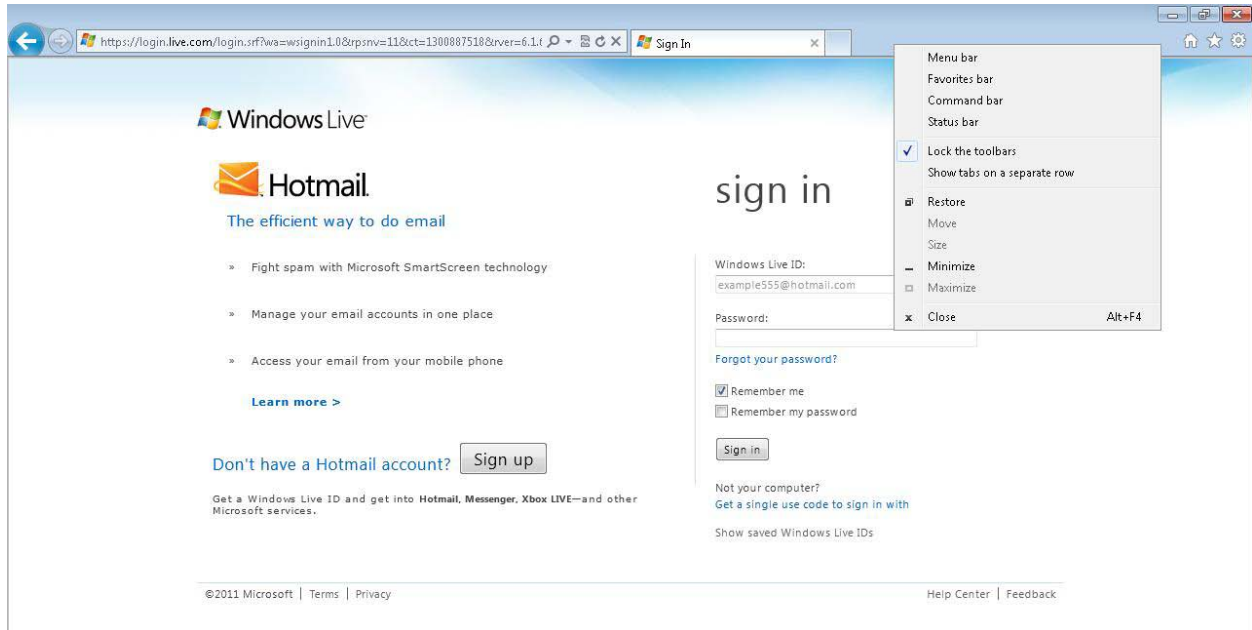 https://login.live.com/login.srf?wa=wsignin1.0&rpsnv=11&ct=1300887518&rver=6.1.6
Sign In
Menu bar
Favorites bar
Command bar
Status bar
Lock the toolbars
Show tabs on a separate row
Restore
Move
Size
Minimize
Maximize
Close Alt+F4
Windows Live
Hotmail
The efficient way to do email
» Fight spam with Microsoft SmartScreen technology
» Manage your email accounts in one place
» Access your email from your mobile phone
Learn more >
Don't have a Hotmail account? Sign up
Get a Windows Live ID and get into Hotmail, Messenger, Xbox LIVE—and other
Microsoft services.
sign in
Windows Live ID:
example555@hotmail.com
Password:
Forgot your password?
Remember me
Remember my password
Sign in
Not your computer?
Get a single use code to sign in with
Show saved Windows Live IDs
©2011 Microsoft | Terms | Privacy
Help Center | Feedback